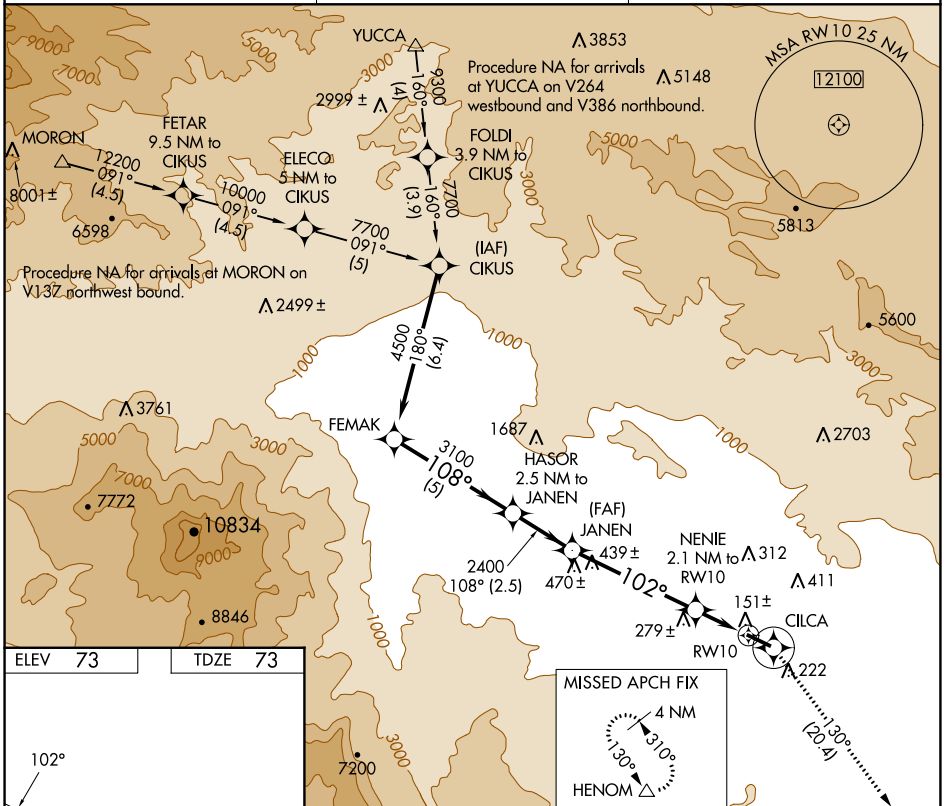 9000
7000
5000
YUCCA
3000
9300
160°
(4)
3853
Procedure NA for arrivals
at YUCCA on V264
westbound and V386 northbound.
5148
MSA RW10 25 NM
12100
2999 ±
MORON
8001±
12200
091°
(4.5)
FETAR
9.5 NM to
CIKUS
ELECO
5 NM to
CIKUS
FOLDI
3.9 NM to
CIKUS
5000
3000
6598
10000
091°
(4.5)
7700
160°
(3.9)
5813
7700
091°
(5)
(IAF)
CIKUS
Procedure NA for arrivals at MORON on
V137 northwest bound.
2499 ±
5600
3000
1000
1000
4500
180°
(6.4)
3761
5000
3000
FEMAK
1687
1000
2703
3100
108°
(5)
HASOR
2.5 NM to
JANEN
7000
7772
10834
9000
(FAF)
JANEN
439 ±
470 ±
2400
108° (2.5)
102°
NENIE
2.1 NM to
RW10
312
411
8846
1000
279 ±
151 ±
RW10
CILCA
222
ELEV 73
TDZE 73
102°
7200
3000
MISSED APCH FIX
4 NM
130°
310°
HENOM
130°
(20.4)